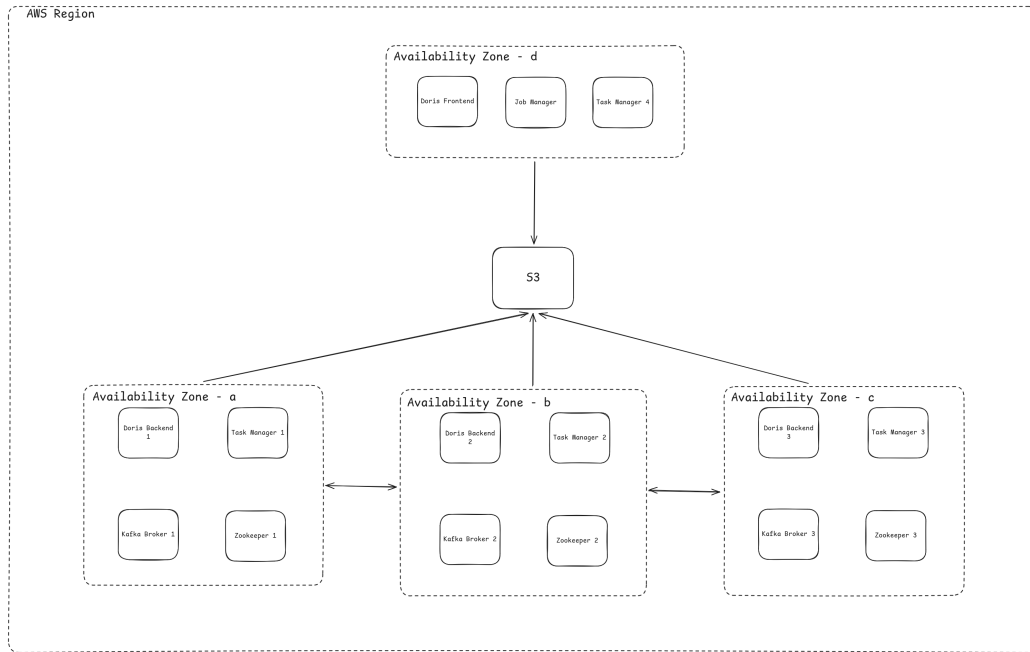 AWS Region
Availability Zone - d
Doris Frontend
Job Manager
Task Manager 4
S3
Availability Zone - a
Doris Backend
1
Task Manager 1
Kafka Broker 1
Zookeeper 1
Availability Zone - b
Doris Backend
2
Task Manager 2
Kafka Broker 2
Zookeeper 2
Availability Zone - c
Doris Backend
3
Task Manager 3
Kafka Broker 3
Zookeeper 3